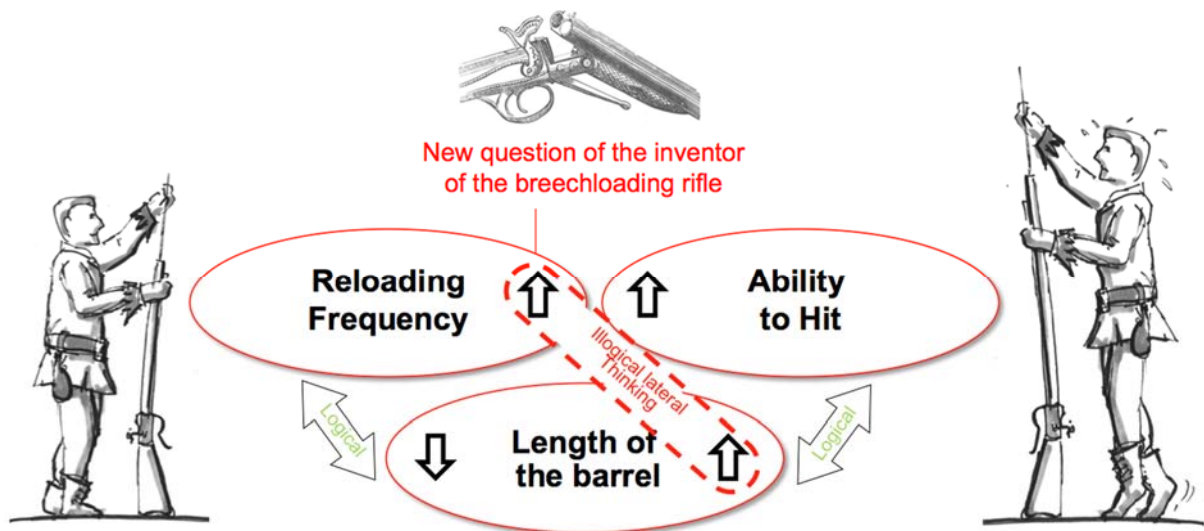 New question of the inventor
of the breechloading rifle
Reloading
Frequency
Ability
to Hit
Illogical lateral
Thinking
Logical
Logical
Length of
the barrel